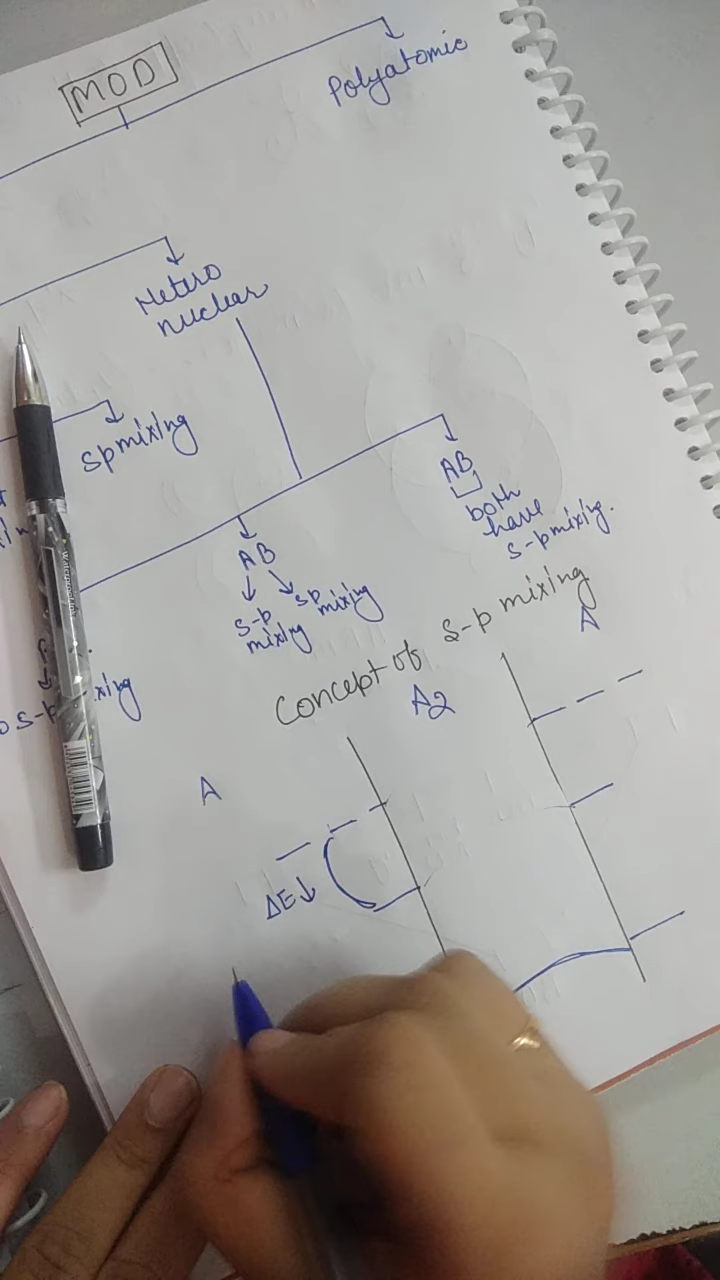 MOD
Polyatomic
Hetero
nuclear
sp mixing
AB
both
have
s-p mixing.
AB
s-p
mixing
sp
mixing
xing
Concept of s-p mixing
A
A2
A
ΔE↓